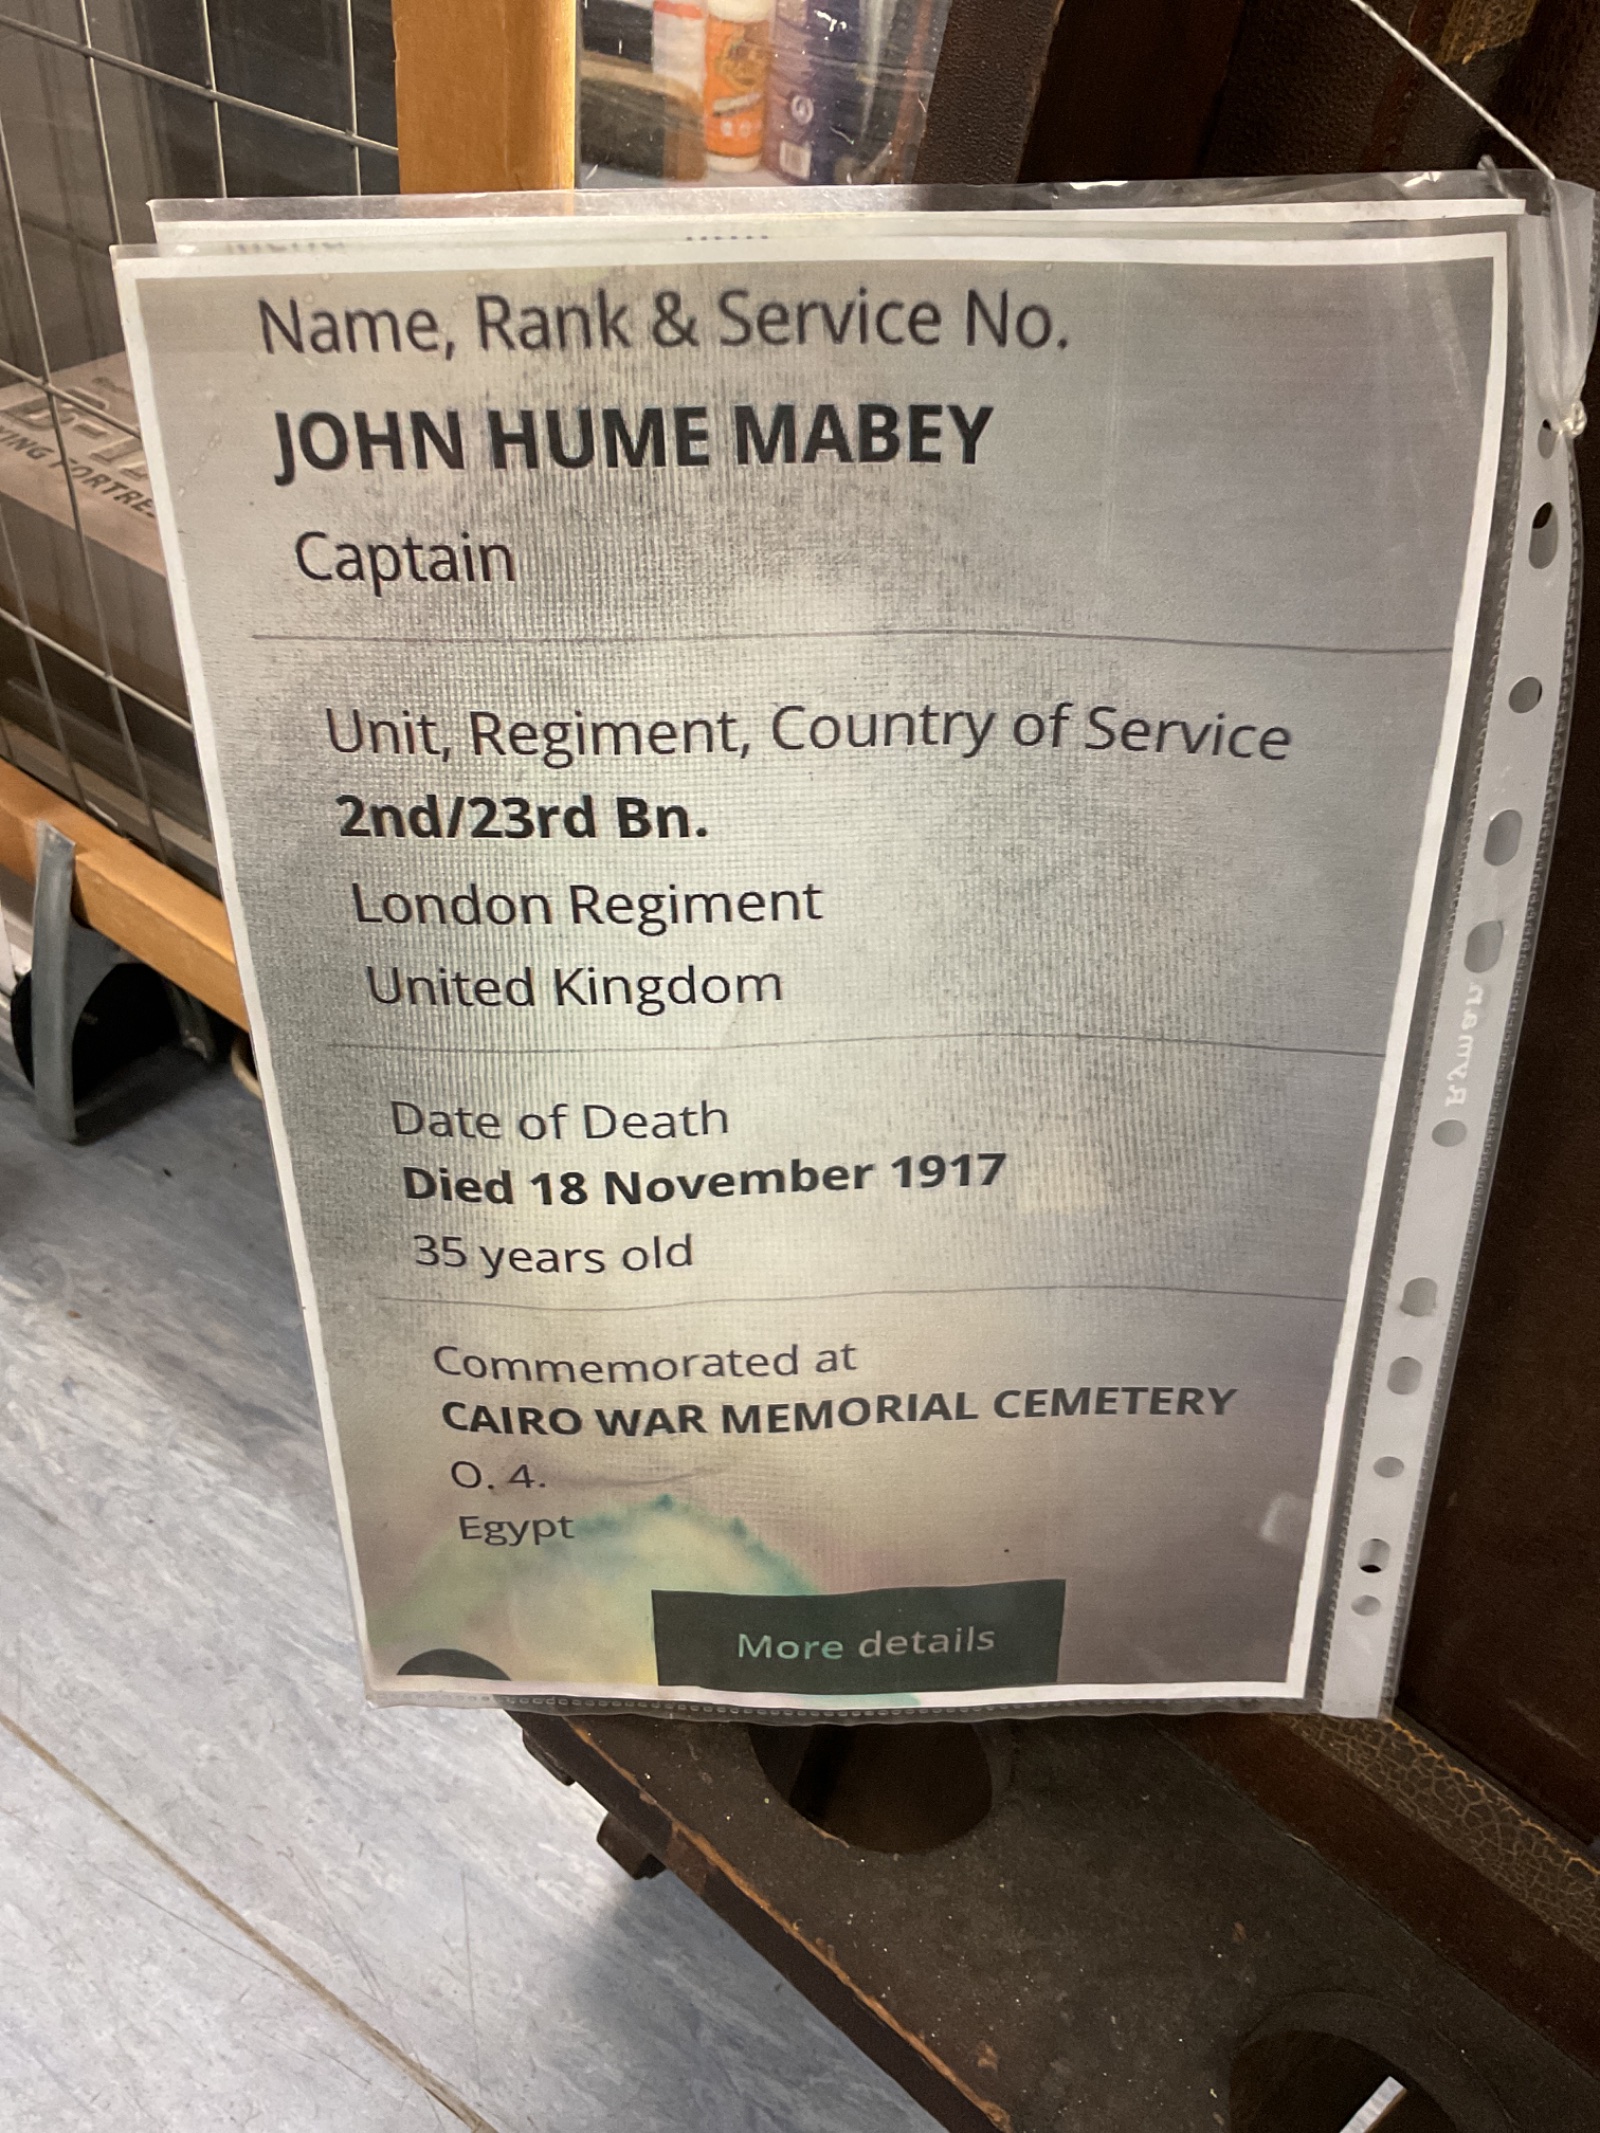 Name, Rank & Service No.
JOHN HUME MABEY
Captain
Unit, Regiment, Country of Service
2nd/23rd Bn.
London Regiment
United Kingdom
Date of Death
Died 18 November 1917
35 years old
Commemorated at
CAIRO WAR MEMORIAL CEMETERY
O. 4.
Egypt
More details
Ryman